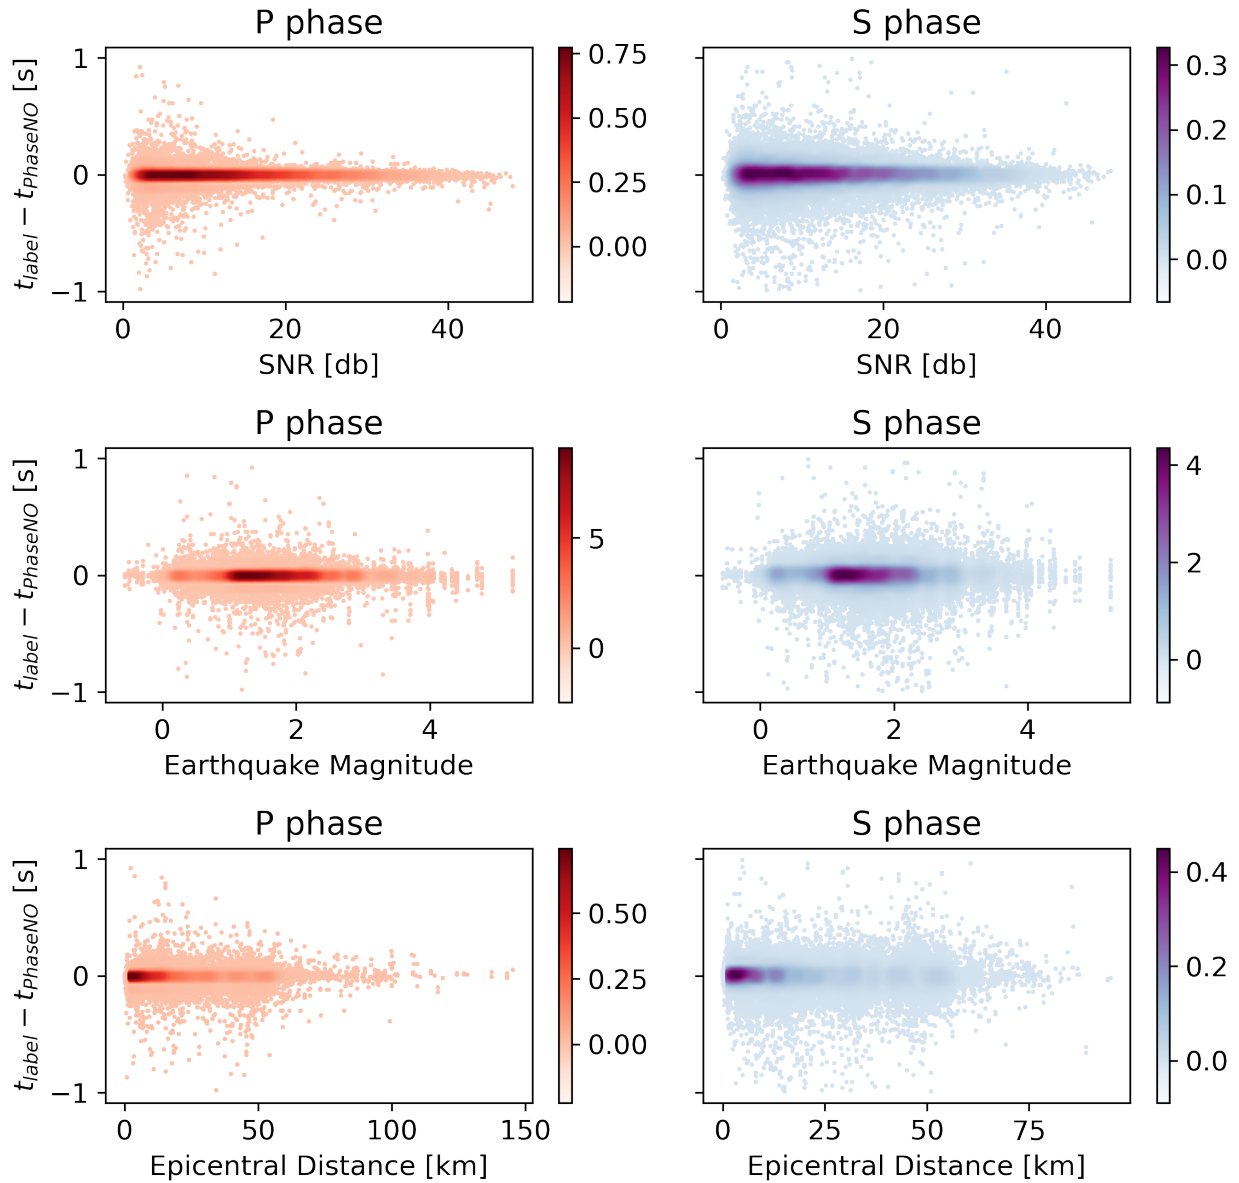 P phase
S phase
1
0
−1
t_label − t_PhaseNO [s]
0 20 40
SNR [db]
0.75
0.50
0.25
0.00
0 20 40
SNR [db]
0.3
0.2
0.1
0.0
P phase
S phase
1
0
−1
t_label − t_PhaseNO [s]
0 2 4
Earthquake Magnitude
5
0
0 2 4
Earthquake Magnitude
4
2
0
P phase
S phase
1
0
−1
t_label − t_PhaseNO [s]
0 50 100 150
Epicentral Distance [km]
0.50
0.25
0.00
0 25 50 75
Epicentral Distance [km]
0.4
0.2
0.0